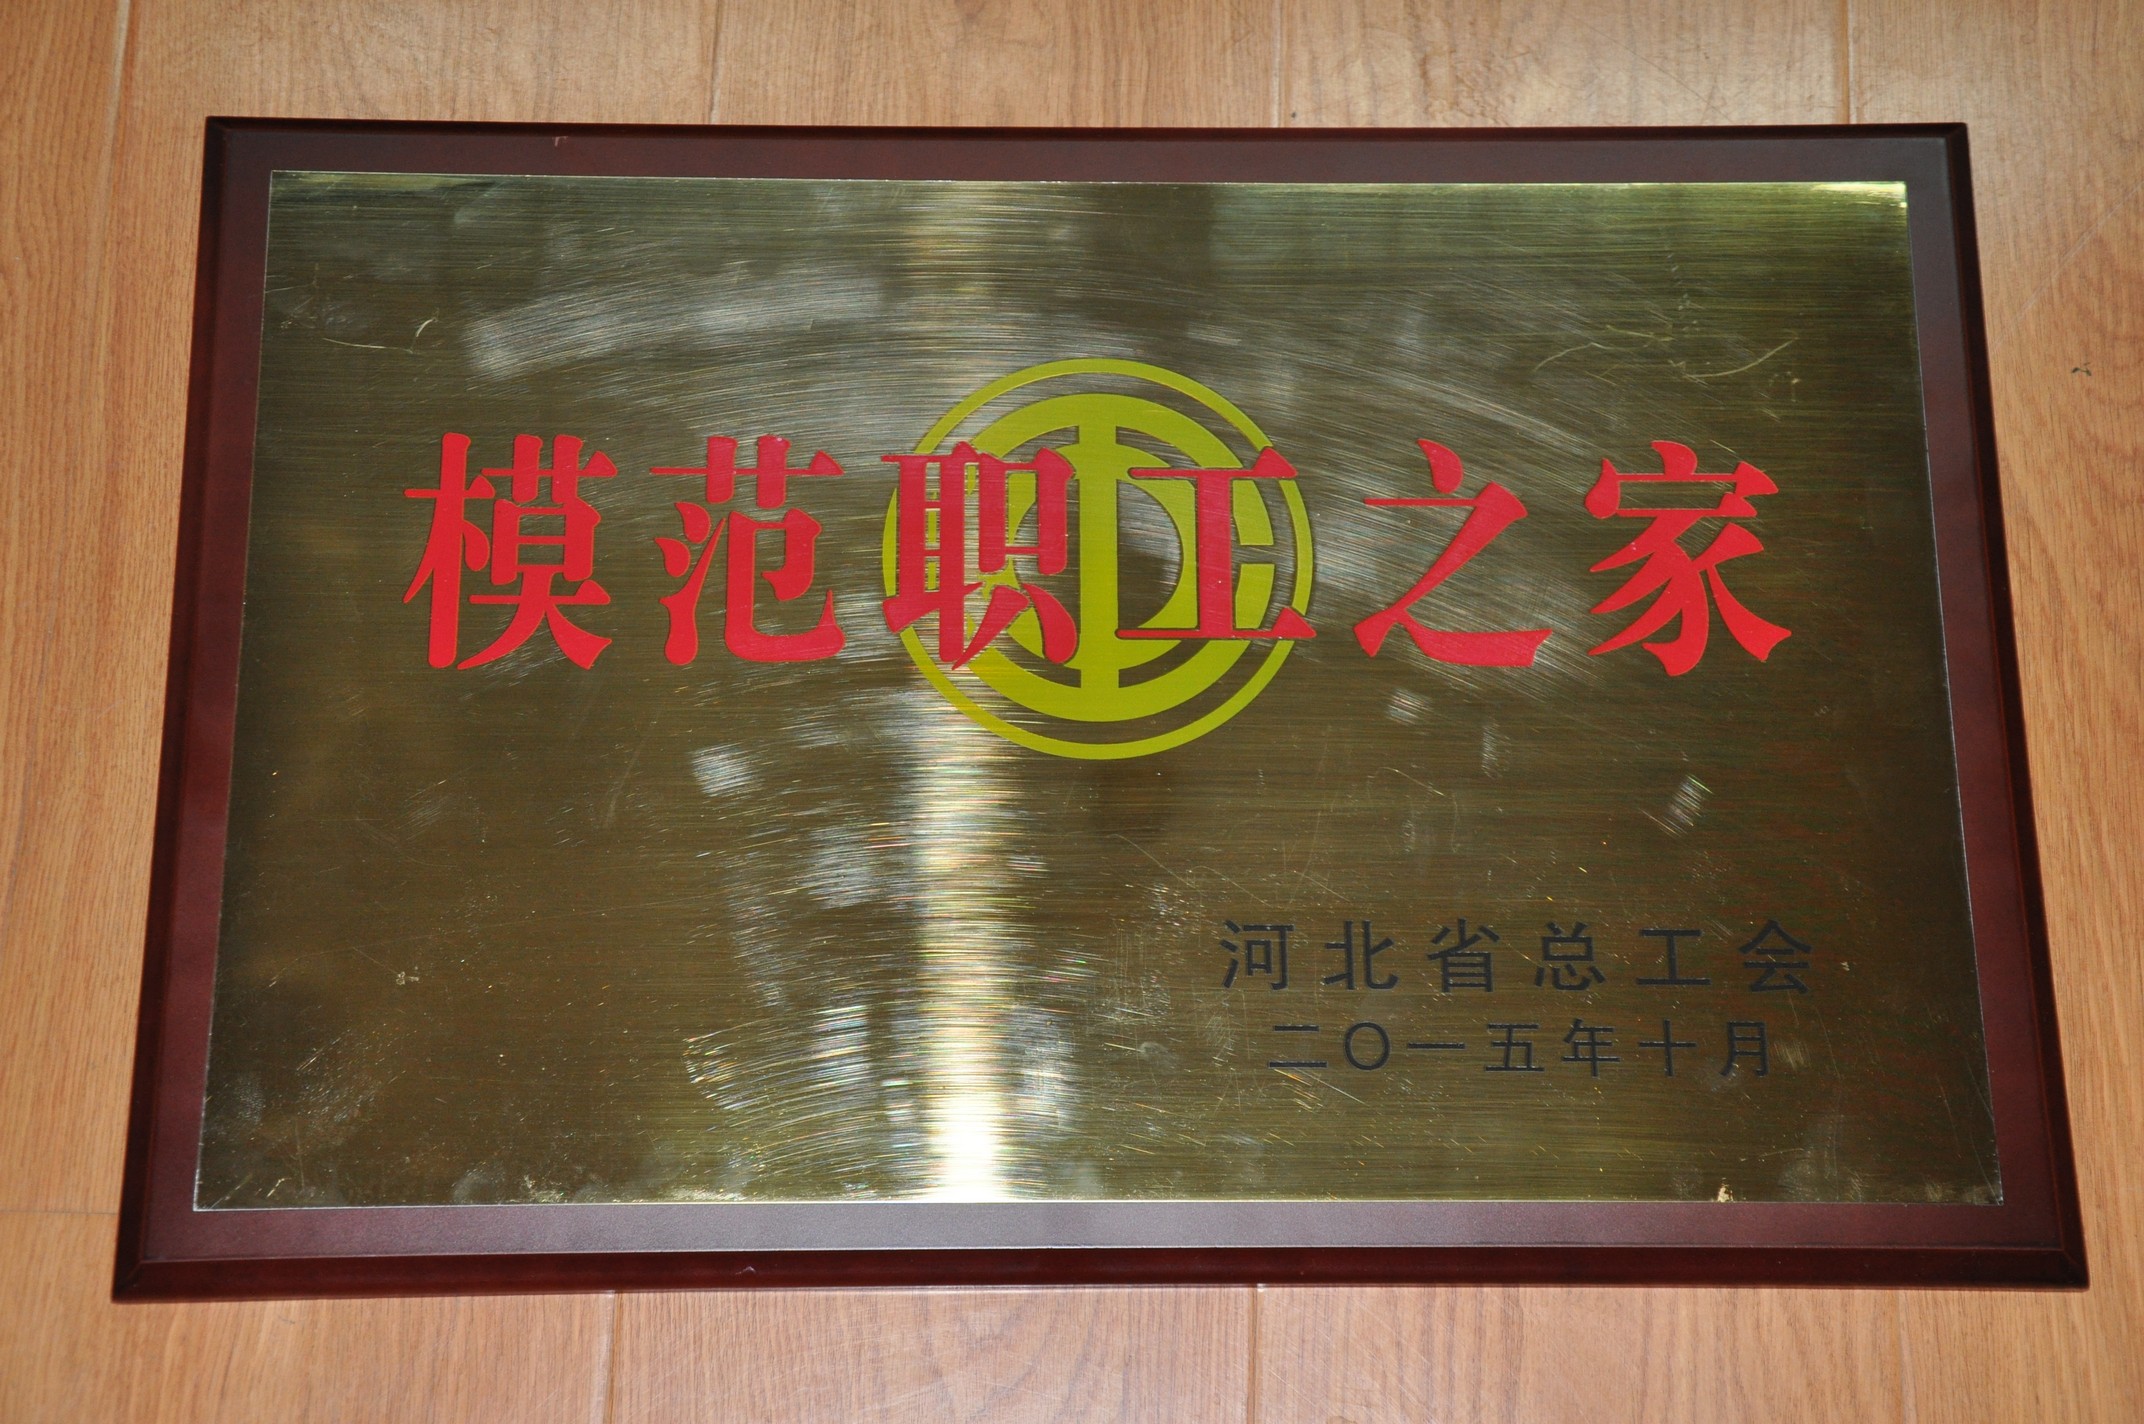 模范职工之家
河北省总工会
二〇一五年十月